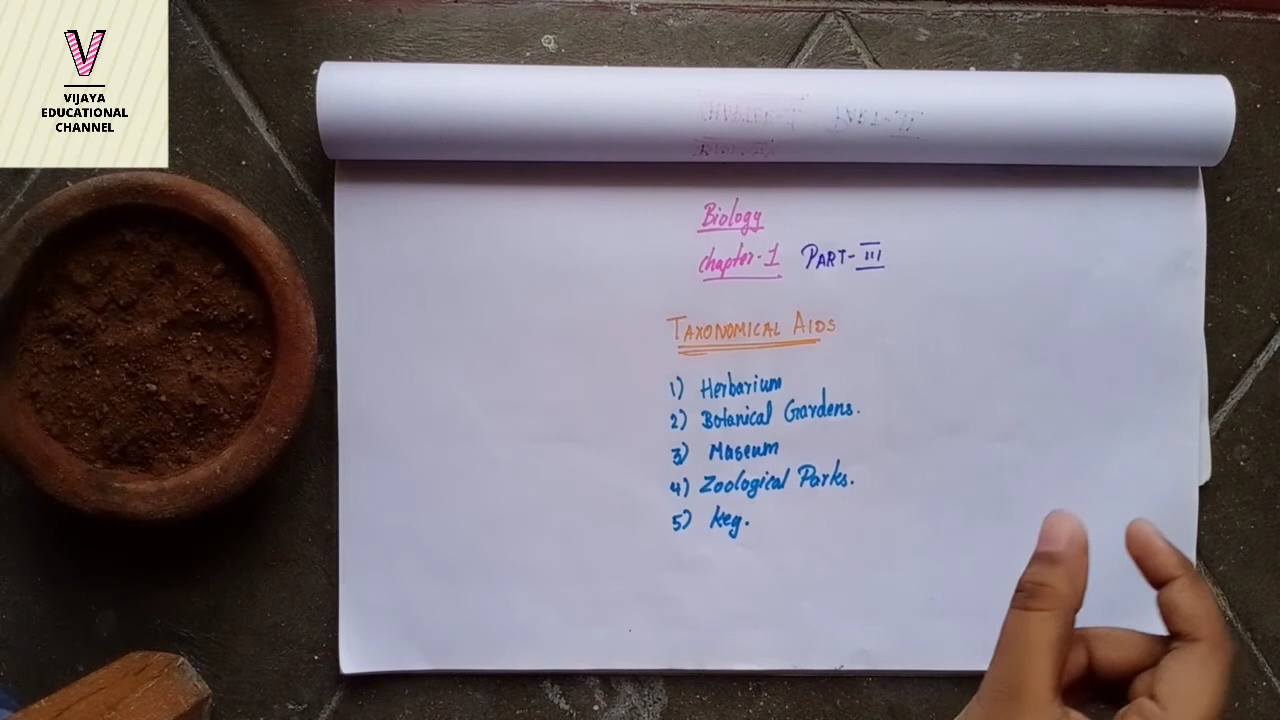 V
VIJAYA
EDUCATIONAL
CHANNEL
Biology
chapter-1 PART-III
TAXONOMICAL AIDS
1) Herbarium
2) Botanical Gardens.
3) Museum
4) Zoological Parks.
5) key.